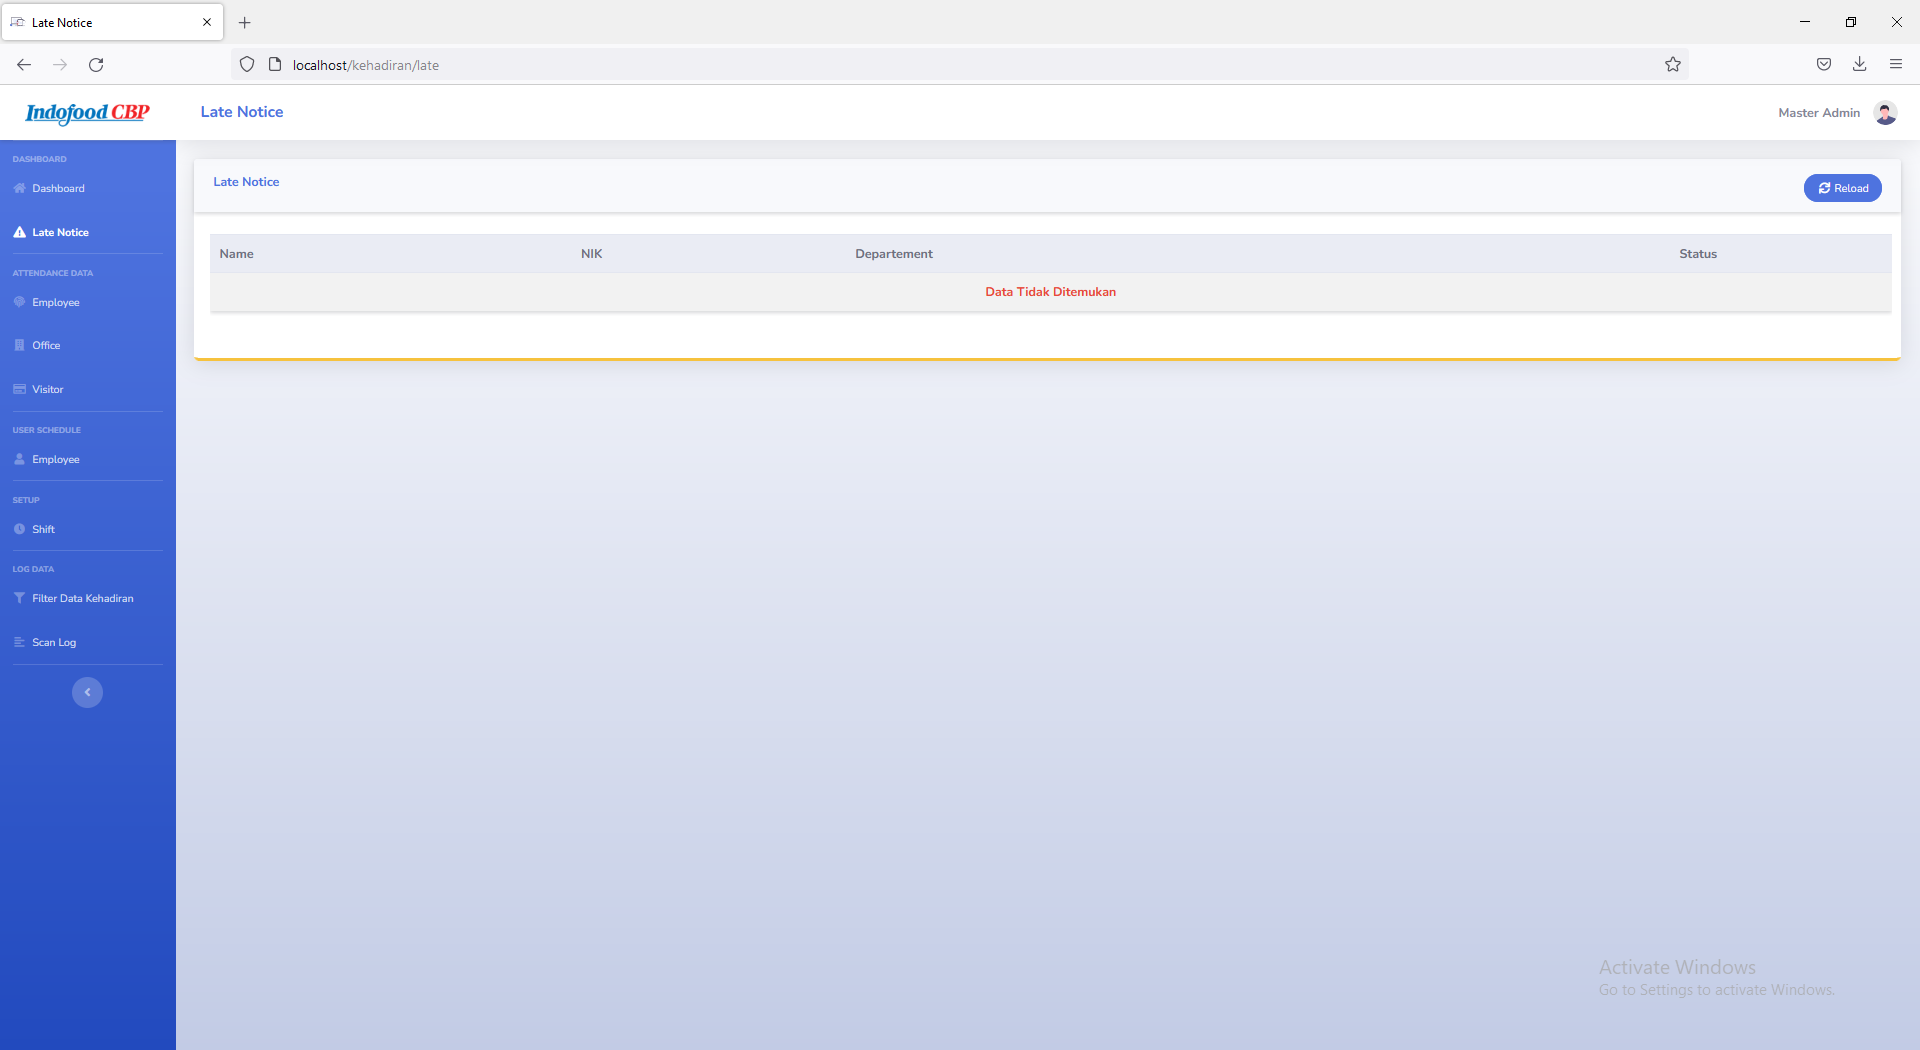 Late Notice
localhost/kehadiran/late
Indofood CBP
Late Notice
Master Admin
DASHBOARD
Dashboard
Late Notice
ATTENDANCE DATA
Employee
Office
Visitor
USER SCHEDULE
Employee
SETUP
Shift
LOG DATA
Filter Data Kehadiran
Scan Log
Late Notice
Reload
Name NIK Departement Status
Data Tidak Ditemukan
Activate Windows
Go to Settings to activate Windows.